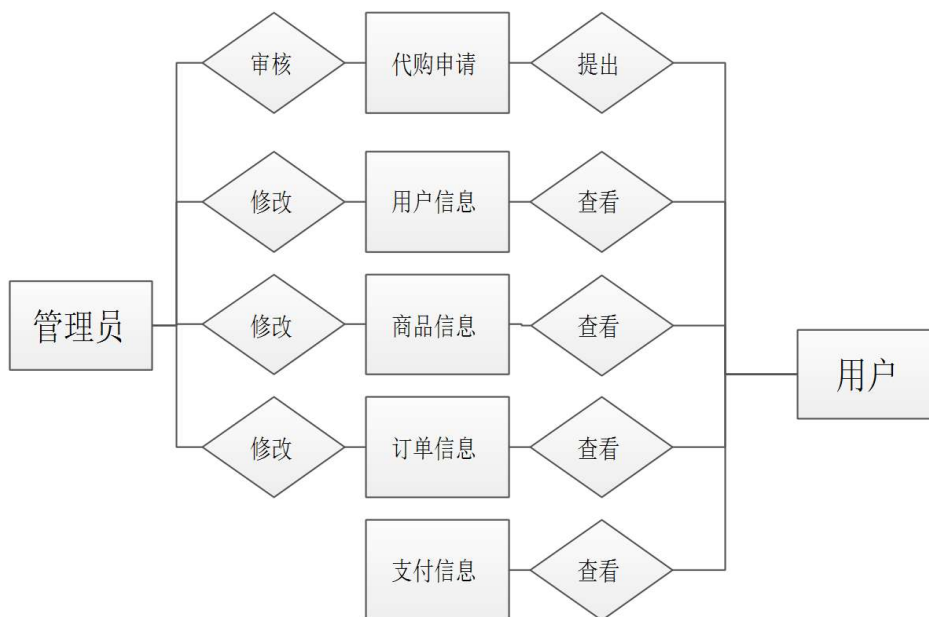 审核 代购申请 提出
修改 用户信息 查看
管理员 修改 商品信息 查看
用户
修改 订单信息 查看
支付信息 查看